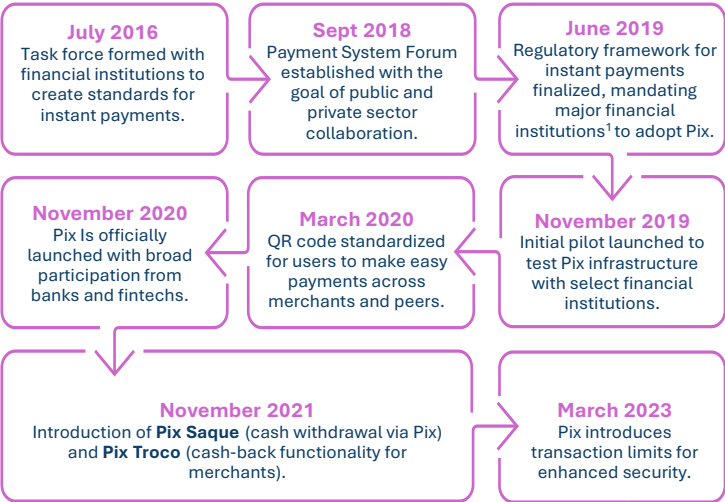 July 2016
Task force formed with
financial institutions to
create standards for
instant payments.
Sept 2018
Payment System Forum
established with the
goal of public and
private sector
collaboration.
June 2019
Regulatory framework for
instant payments
finalized, mandating
major financial
institutions¹ to adopt Pix.
November 2019
Initial pilot launched to
test Pix infrastructure
with select financial
institutions.
March 2020
QR code standardized
for users to make easy
payments across
merchants and peers.
November 2020
Pix Is officially
launched with broad
participation from
banks and fintechs.
November 2021
Introduction of Pix Saque (cash withdrawal via Pix)
and Pix Troco (cash-back functionality for
merchants).
March 2023
Pix introduces
transaction limits for
enhanced security.